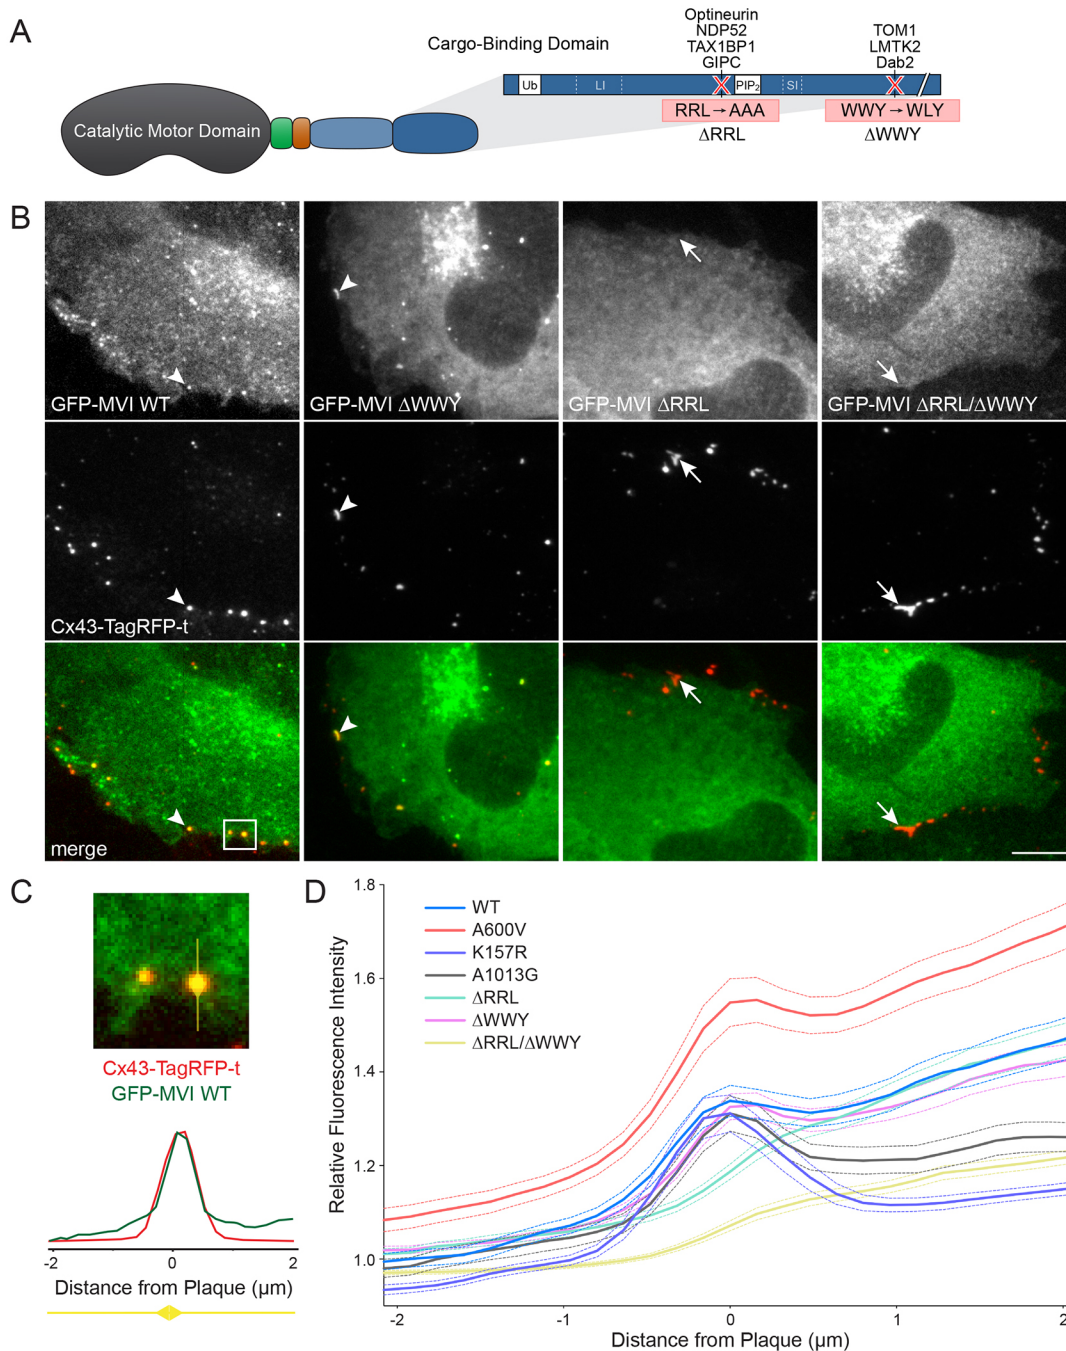 A
Cargo-Binding Domain
Optineurin
NDP52
TAX1BP1
GIPC
TOM1
LMTK2
Dab2
Ub
LI
PIP2
SI
Catalytic Motor Domain
RRL→AAA
WWY→WLY
ΔRRL
ΔWWY
B
GFP-MVI WT
GFP-MVI ΔWWY
GFP-MVI ΔRRL
GFP-MVI ΔRRL/ΔWWY
Cx43-TagRFP-t
merge
C
Cx43-TagRFP-t
GFP-MVI WT
-2 0 2
Distance from Plaque (µm)
D
Relative Fluorescence Intensity
1.8
1.6
1.4
1.2
1.0
WT
A600V
K157R
A1013G
ΔRRL
ΔWWY
ΔRRL/ΔWWY
-2 -1 0 1 2
Distance from Plaque (µm)